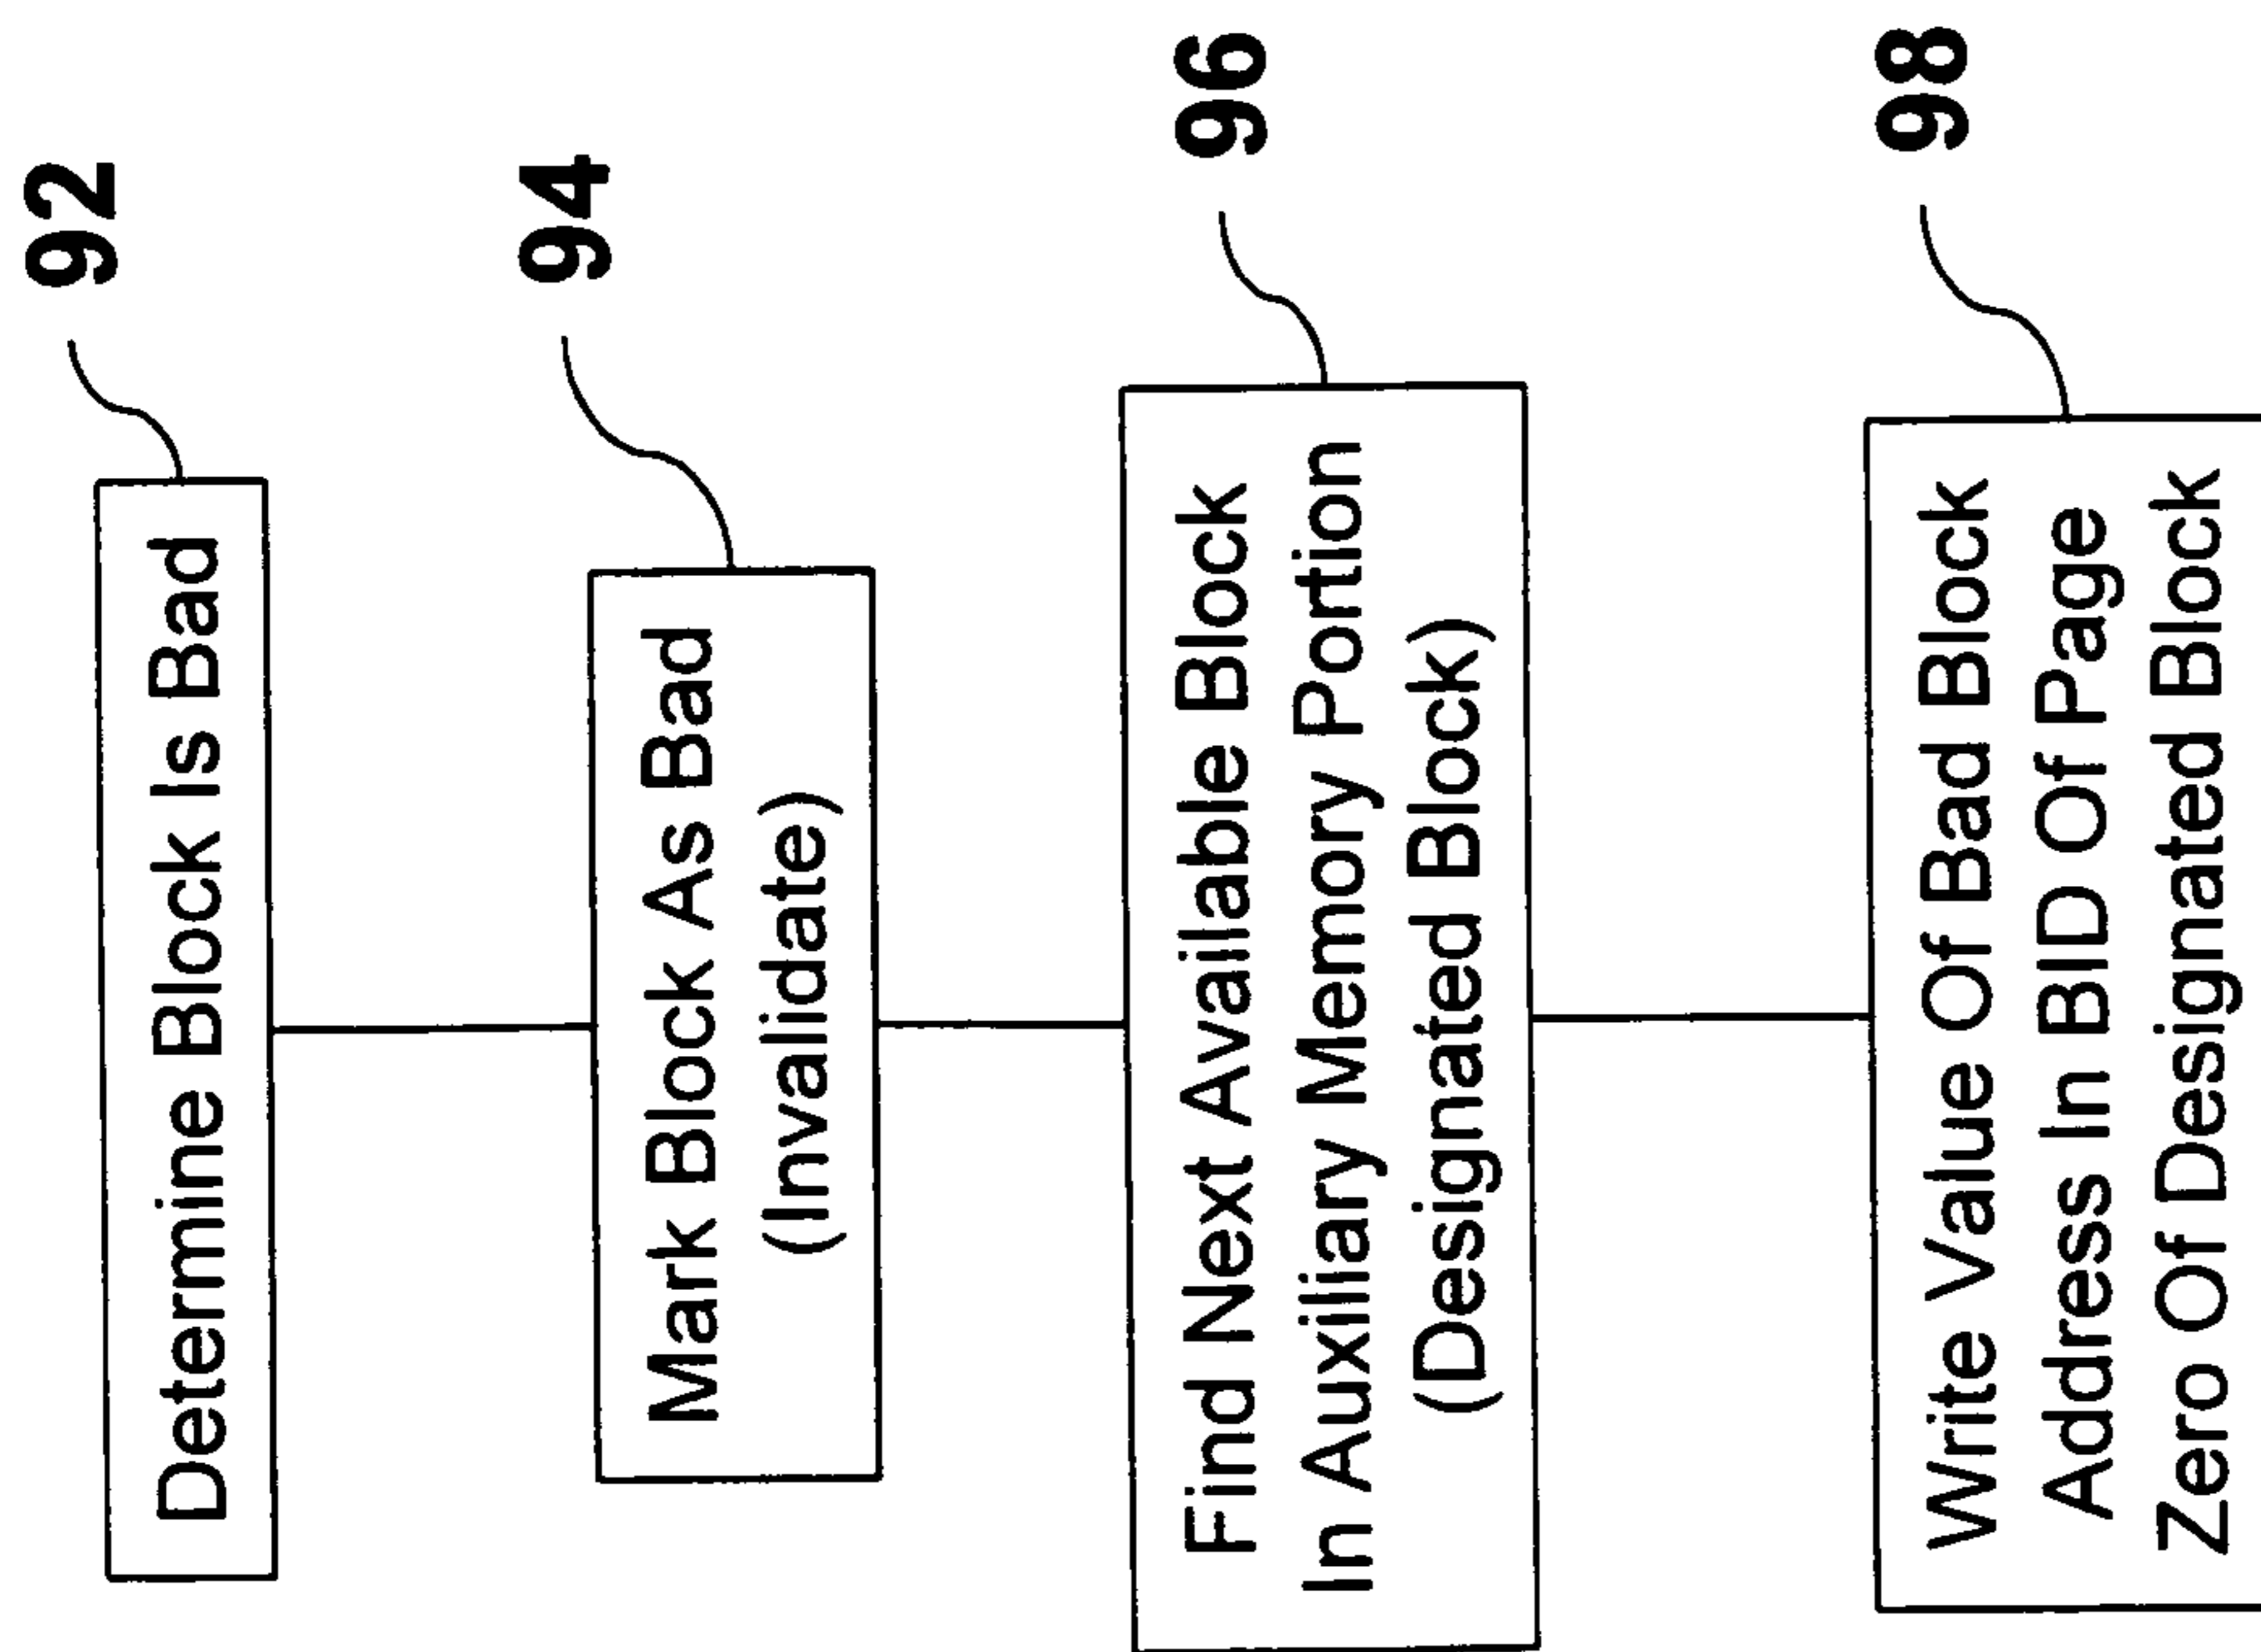 92
Determine Block Is Bad
94
Mark Block As Bad
(Invalidate)
96
Find Next Available Block
In Auxiliary Memory Portion
(Designated Block)
98
Write Value Of Bad Block
Address In BID Of Page
Zero Of Designated Block